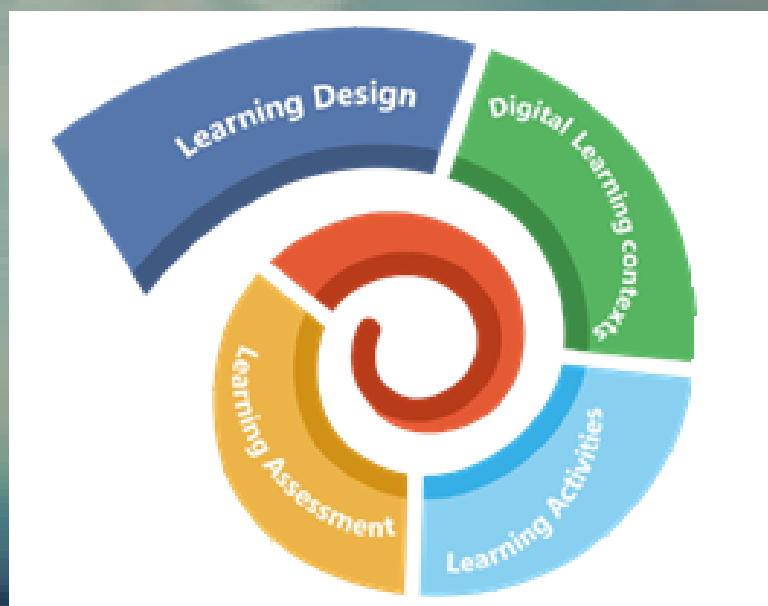 Learning Design
Digital Learning contexts
Learning Activities
Learning Assessment